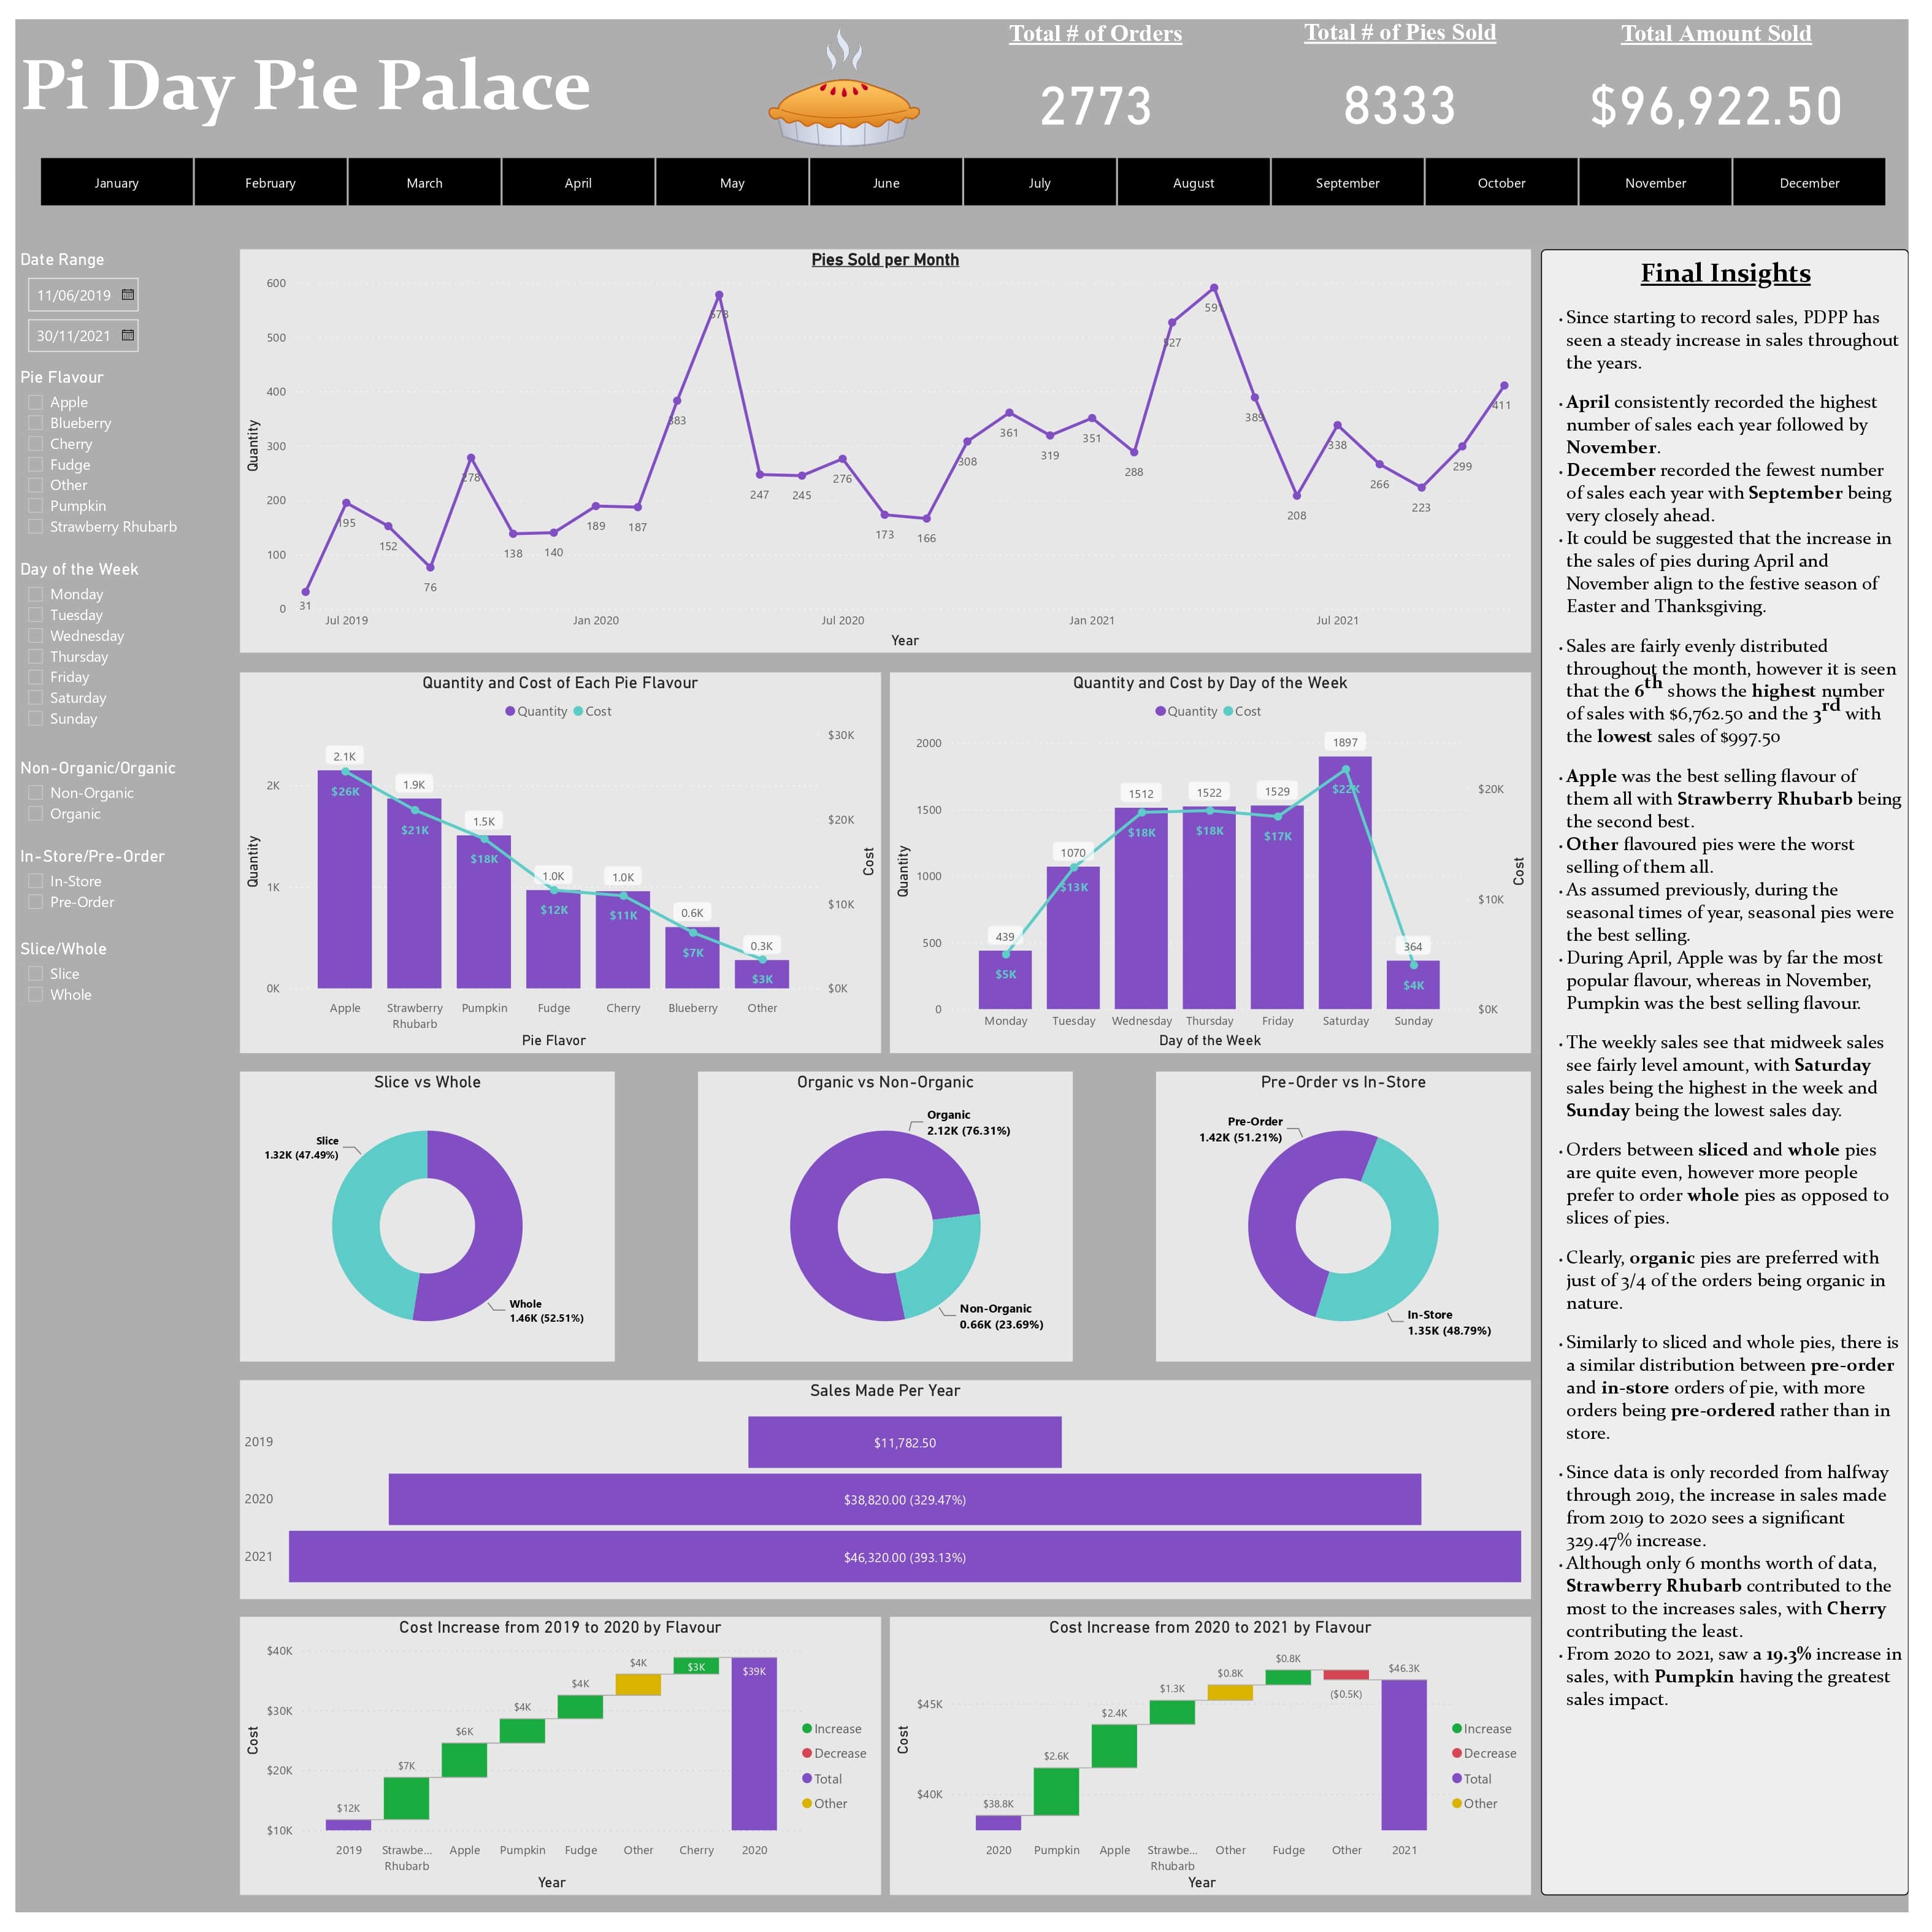 Pi Day Pie Palace
Total # of Orders
2773
Total # of Pies Sold
8333
Total Amount Sold
$96,922.50
January
February
March
April
May
June
July
August
September
October
November
December
Date Range
11/06/2019
30/11/2021
Pie Flavour
Apple
Blueberry
Cherry
Fudge
Other
Pumpkin
Strawberry Rhubarb
Day of the Week
Monday
Tuesday
Wednesday
Thursday
Friday
Saturday
Sunday
Non-Organic/Organic
Non-Organic
Organic
In-Store/Pre-Order
In-Store
Pre-Order
Slice/Whole
Slice
Whole
Pies Sold per Month
Quantity
600
500
400
300
200
100
0
31
195
152
76
278
138
140
189
187
383
578
247
245
276
173
166
308
361
319
351
288
527
591
389
208
338
266
223
299
411
Jul 2019
Jan 2020
Jul 2020
Jan 2021
Jul 2021
Year
Quantity and Cost of Each Pie Flavour
Quantity
Cost
Quantity
2K
1K
0K
2.1K
1.9K
1.5K
1.0K
1.0K
0.6K
0.3K
$26K
$21K
$18K
$12K
$11K
$7K
$3K
$30K
$20K
$10K
$0K
Cost
Apple
Strawberry
Rhubarb
Pumpkin
Fudge
Cherry
Blueberry
Other
Pie Flavor
Quantity and Cost by Day of the Week
Quantity
Cost
Quantity
2000
1500
1000
500
0
439
1070
1512
1522
1529
1897
364
$5K
$13K
$18K
$18K
$17K
$22K
$4K
$20K
$10K
$0K
Cost
Monday
Tuesday
Wednesday
Thursday
Friday
Saturday
Sunday
Day of the Week
Slice vs Whole
Slice
1.32K (47.49%)
Whole
1.46K (52.51%)
Organic vs Non-Organic
Organic
2.12K (76.31%)
Non-Organic
0.66K (23.69%)
Pre-Order vs In-Store
Pre-Order
1.42K (51.21%)
In-Store
1.35K (48.79%)
Sales Made Per Year
2019
$11,782.50
2020
$38,820.00 (329.47%)
2021
$46,320.00 (393.13%)
Cost Increase from 2019 to 2020 by Flavour
Cost
$40K
$30K
$20K
$10K
$12K
$7K
$6K
$4K
$4K
$4K
$3K
$39K
2019
Strawbe...
Rhubarb
Apple
Pumpkin
Fudge
Other
Cherry
2020
Year
Increase
Decrease
Total
Other
Cost Increase from 2020 to 2021 by Flavour
Cost
$45K
$40K
$38.8K
$2.6K
$2.4K
$1.3K
$0.8K
$0.8K
($0.5K)
$46.3K
2020
Pumpkin
Apple
Strawbe...
Rhubarb
Other
Fudge
Other
2021
Year
Increase
Decrease
Total
Other
Final Insights
• Since starting to record sales, PDPP has
seen a steady increase in sales throughout
the years.
• April consistently recorded the highest
number of sales each year followed by
November.
• December recorded the fewest number
of sales each year with September being
very closely ahead.
• It could be suggested that the increase in
the sales of pies during April and
November align to the festive season of
Easter and Thanksgiving.
• Sales are fairly evenly distributed
throughout the month, however it is seen
that the 6th shows the highest number
of sales with $6,762.50 and the 3rd with
the lowest sales of $997.50
• Apple was the best selling flavour of
them all with Strawberry Rhubarb being
the second best.
• Other flavoured pies were the worst
selling of them all.
• As assumed previously, during the
seasonal times of year, seasonal pies were
the best selling.
• During April, Apple was by far the most
popular flavour, whereas in November,
Pumpkin was the best selling flavour.
• The weekly sales see that midweek sales
see fairly level amount, with Saturday
sales being the highest in the week and
Sunday being the lowest sales day.
• Orders between sliced and whole pies
are quite even, however more people
prefer to order whole pies as opposed to
slices of pies.
• Clearly, organic pies are preferred with
just of 3/4 of the orders being organic in
nature.
• Similarly to sliced and whole pies, there is
a similar distribution between pre-order
and in-store orders of pie, with more
orders being pre-ordered rather than in
store.
• Since data is only recorded from halfway
through 2019, the increase in sales made
from 2019 to 2020 sees a significant
329.47% increase.
• Although only 6 months worth of data,
Strawberry Rhubarb contributed to the
most to the increases sales, with Cherry
contributing the least.
• From 2020 to 2021, saw a 19.3% increase in
sales, with Pumpkin having the greatest
sales impact.